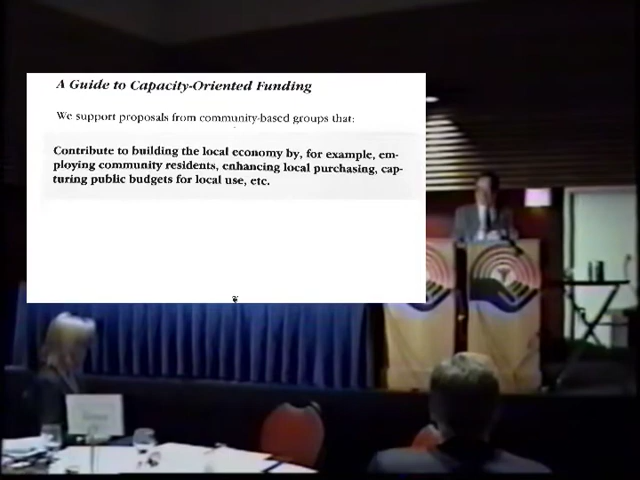 A Guide to Capacity-Oriented Funding
We support proposals from community-based groups that:
Contribute to building the local economy by, for example, em-
ploying community residents, enhancing local purchasing, cap-
turing public budgets for local use, etc.